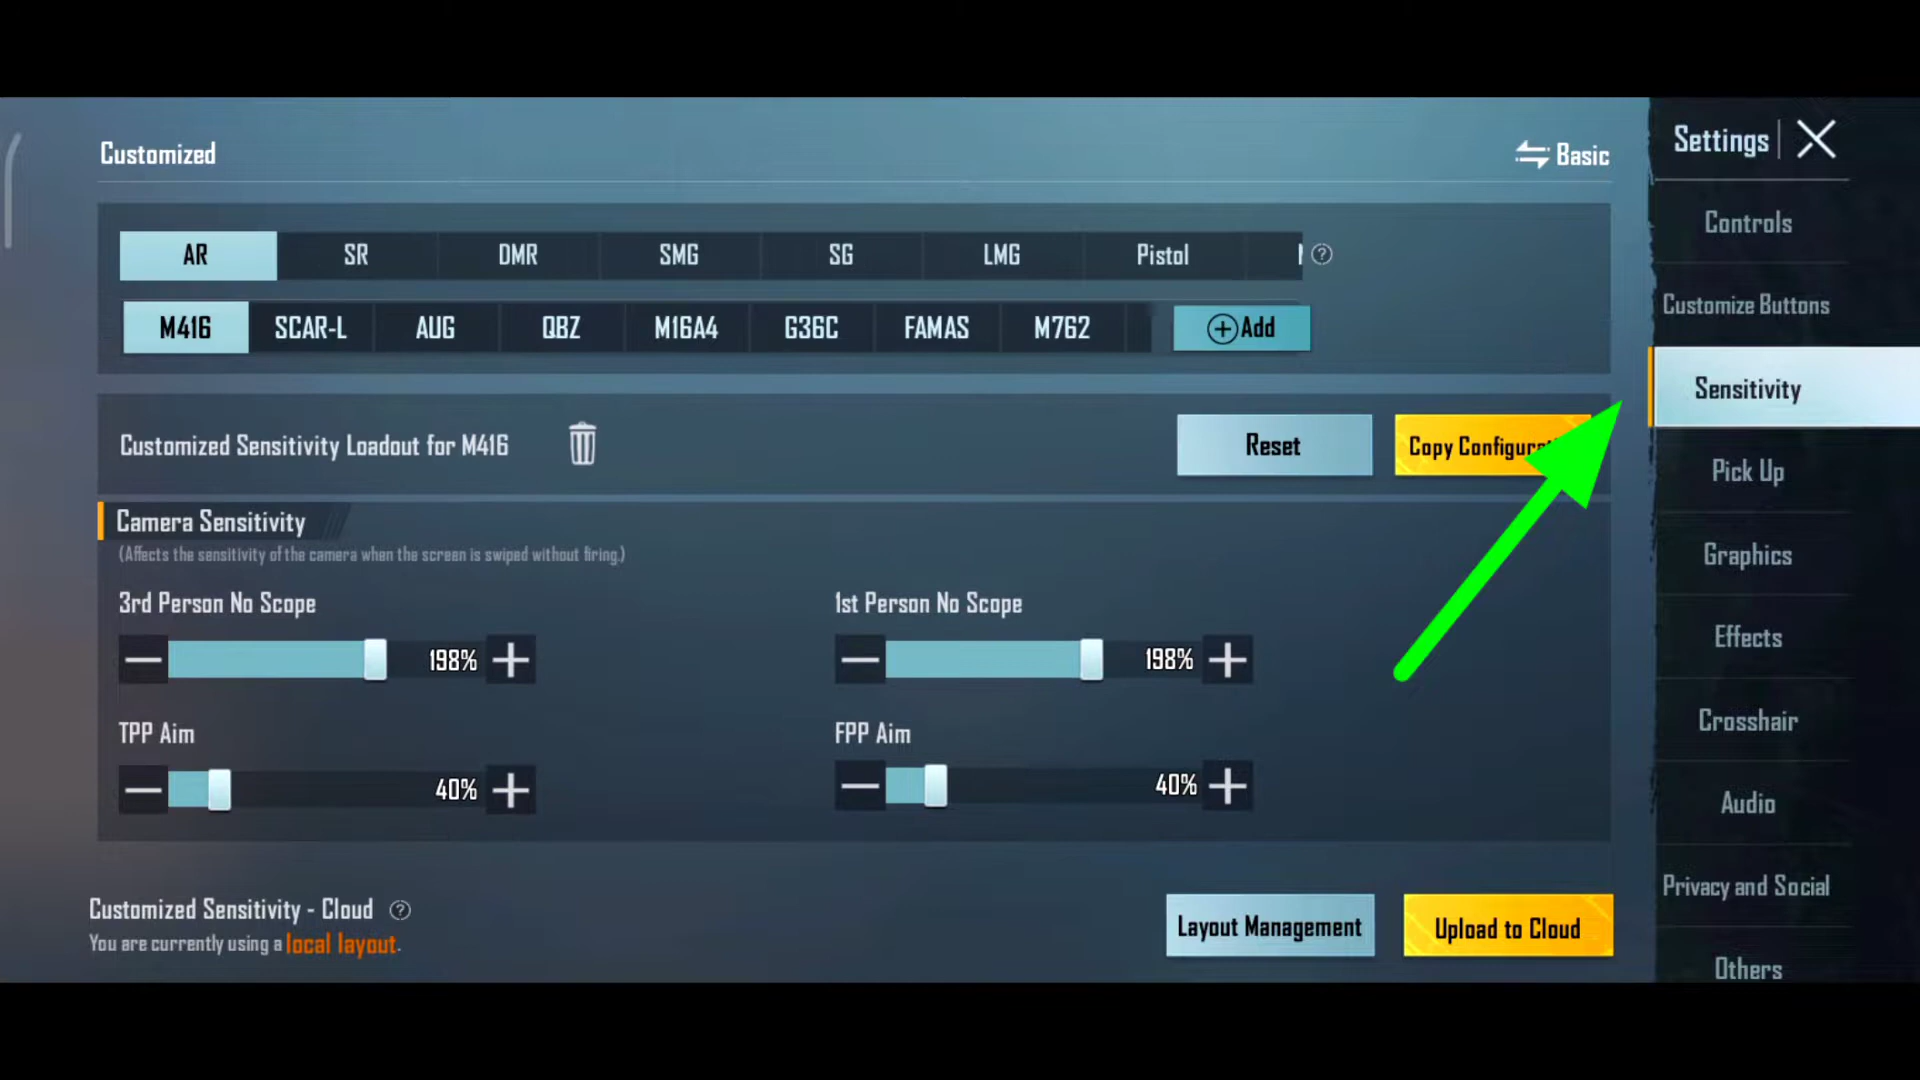 Customized
Basic
Settings
AR SR DMR SMG SG LMG Pistol
M416 SCAR-L AUG QBZ M16A4 G36C FAMAS M762 Add
Customized Sensitivity Loadout for M416
Reset
Copy
Camera Sensitivity
(Affects the sensitivity of the camera when the screen is swiped without firing.)
3rd Person No Scope
198%
1st Person No Scope
198%
TPP Aim
40%
FPP Aim
40%
Customized Sensitivity - Cloud
You are currently using a local layout.
Layout Management
Upload to Cloud
Controls
Customize Buttons
Sensitivity
Pick Up
Graphics
Effects
Crosshair
Audio
Privacy and Social
Others